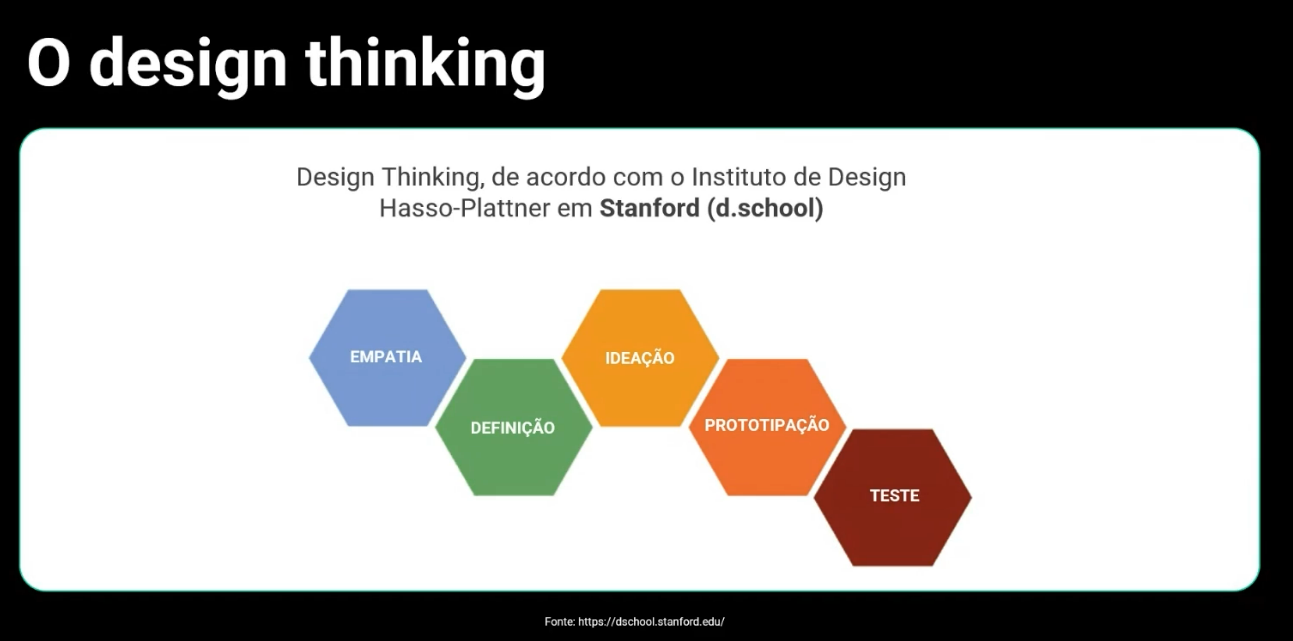 O design thinking
Design Thinking, de acordo com o Instituto de Design
Hasso-Plattner em Stanford (d.school)
EMPATIA
DEFINIÇÃO
IDEAÇÃO
PROTOTIPAÇÃO
TESTE
Fonte: https://dschool.stanford.edu/